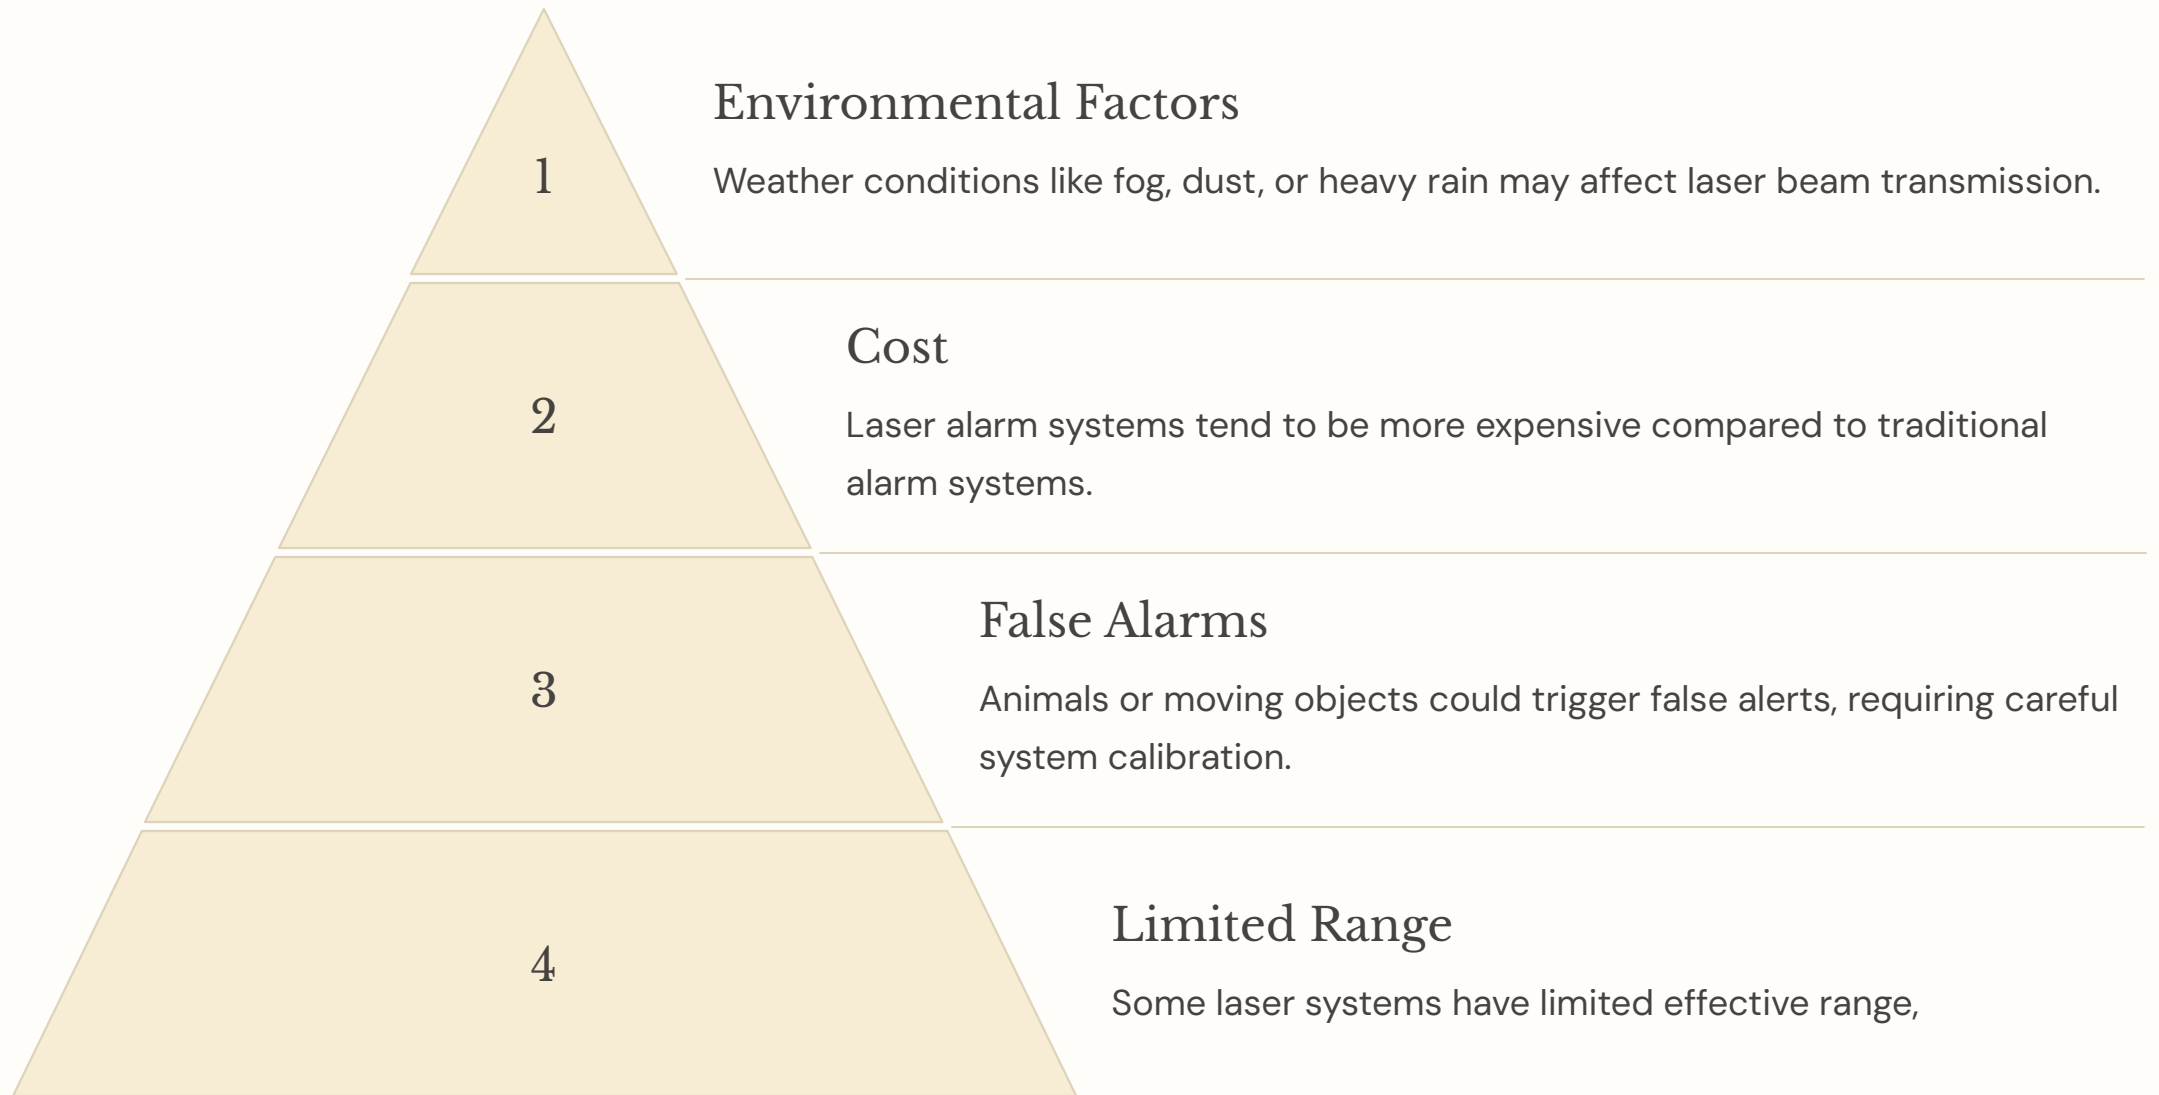 1
Environmental Factors
Weather conditions like fog, dust, or heavy rain may affect laser beam transmission.
2
Cost
Laser alarm systems tend to be more expensive compared to traditional
alarm systems.
3
False Alarms
Animals or moving objects could trigger false alerts, requiring careful
system calibration.
4
Limited Range
Some laser systems have limited effective range,